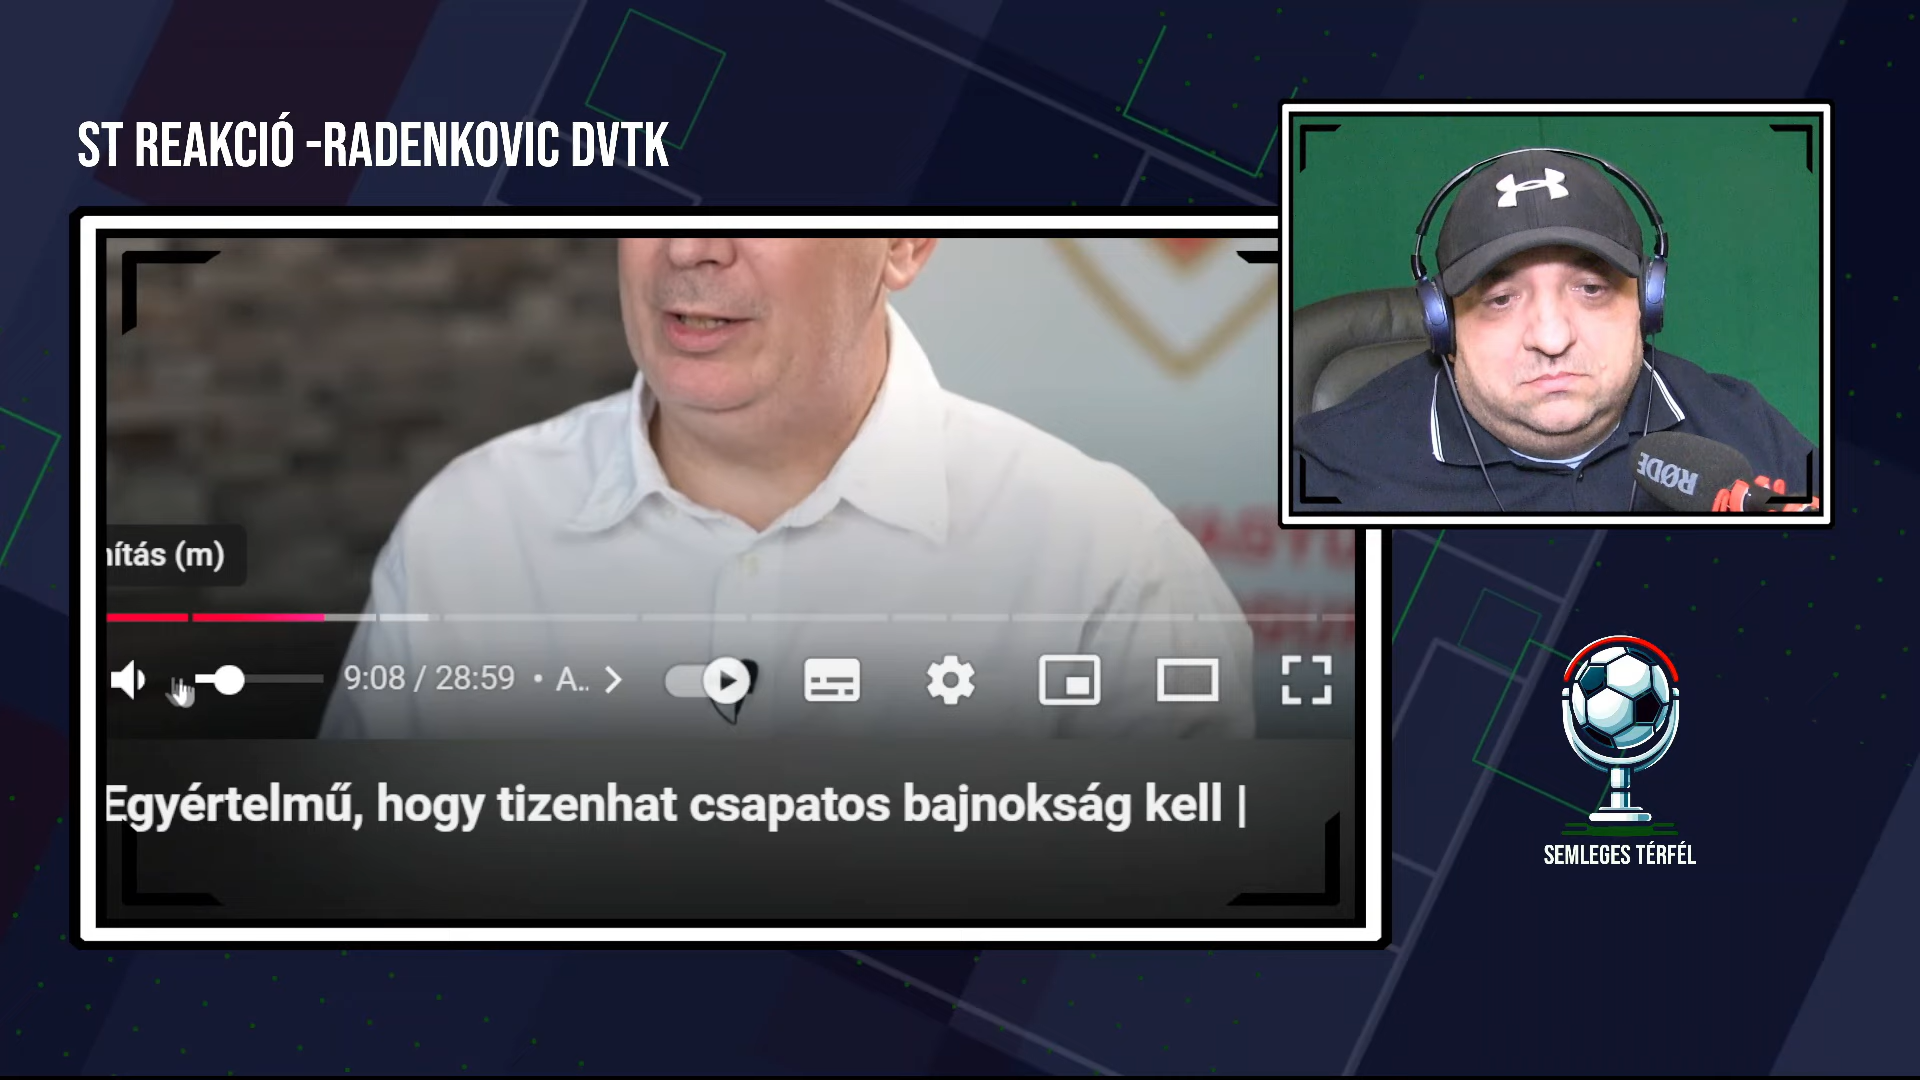 ST REAKCIÓ -RADENKOVIC DVTK
RØDE
ítás (m)
9:08 / 28:59 • A..
Egyértelmű, hogy tizenhat csapatos bajnokság kell |
SEMLEGES TÉRFÉL